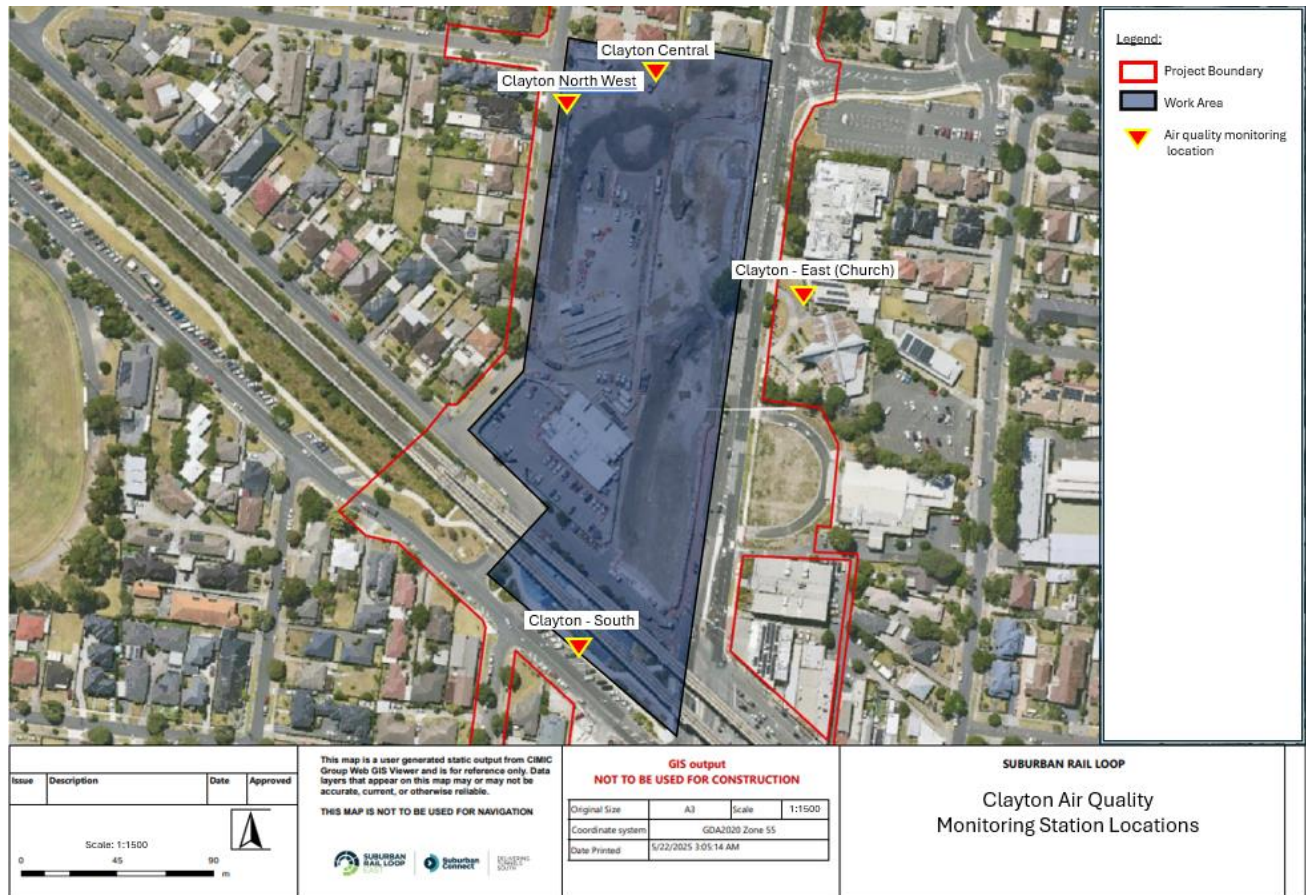 Clayton Central
Clayton North West
Clayton - East (Church)
Clayton - South
Legend:
Project Boundary
Work Area
Air quality monitoring
location
Issue
Description
Date
Approved
Scale: 1:1500
0
45
90
m
This map is a user generated static output from CIMIC
Group Web GIS Viewer and is for reference only. Data
layers that appear on this map may or may not be
accurate, current, or otherwise reliable.
THIS MAP IS NOT TO BE USED FOR NAVIGATION
SUBURBAN
RAIL LOOP
EAST
Suburban
Connect
DELIVERING
TUNNELS
SOUTH
GIS output
NOT TO BE USED FOR CONSTRUCTION
Original Size
A3
Scale
1:1500
Coordinate system
GDA2020 Zone 55
Date Printed
5/22/2025 3:05:14 AM
SUBURBAN RAIL LOOP
Clayton Air Quality
Monitoring Station Locations